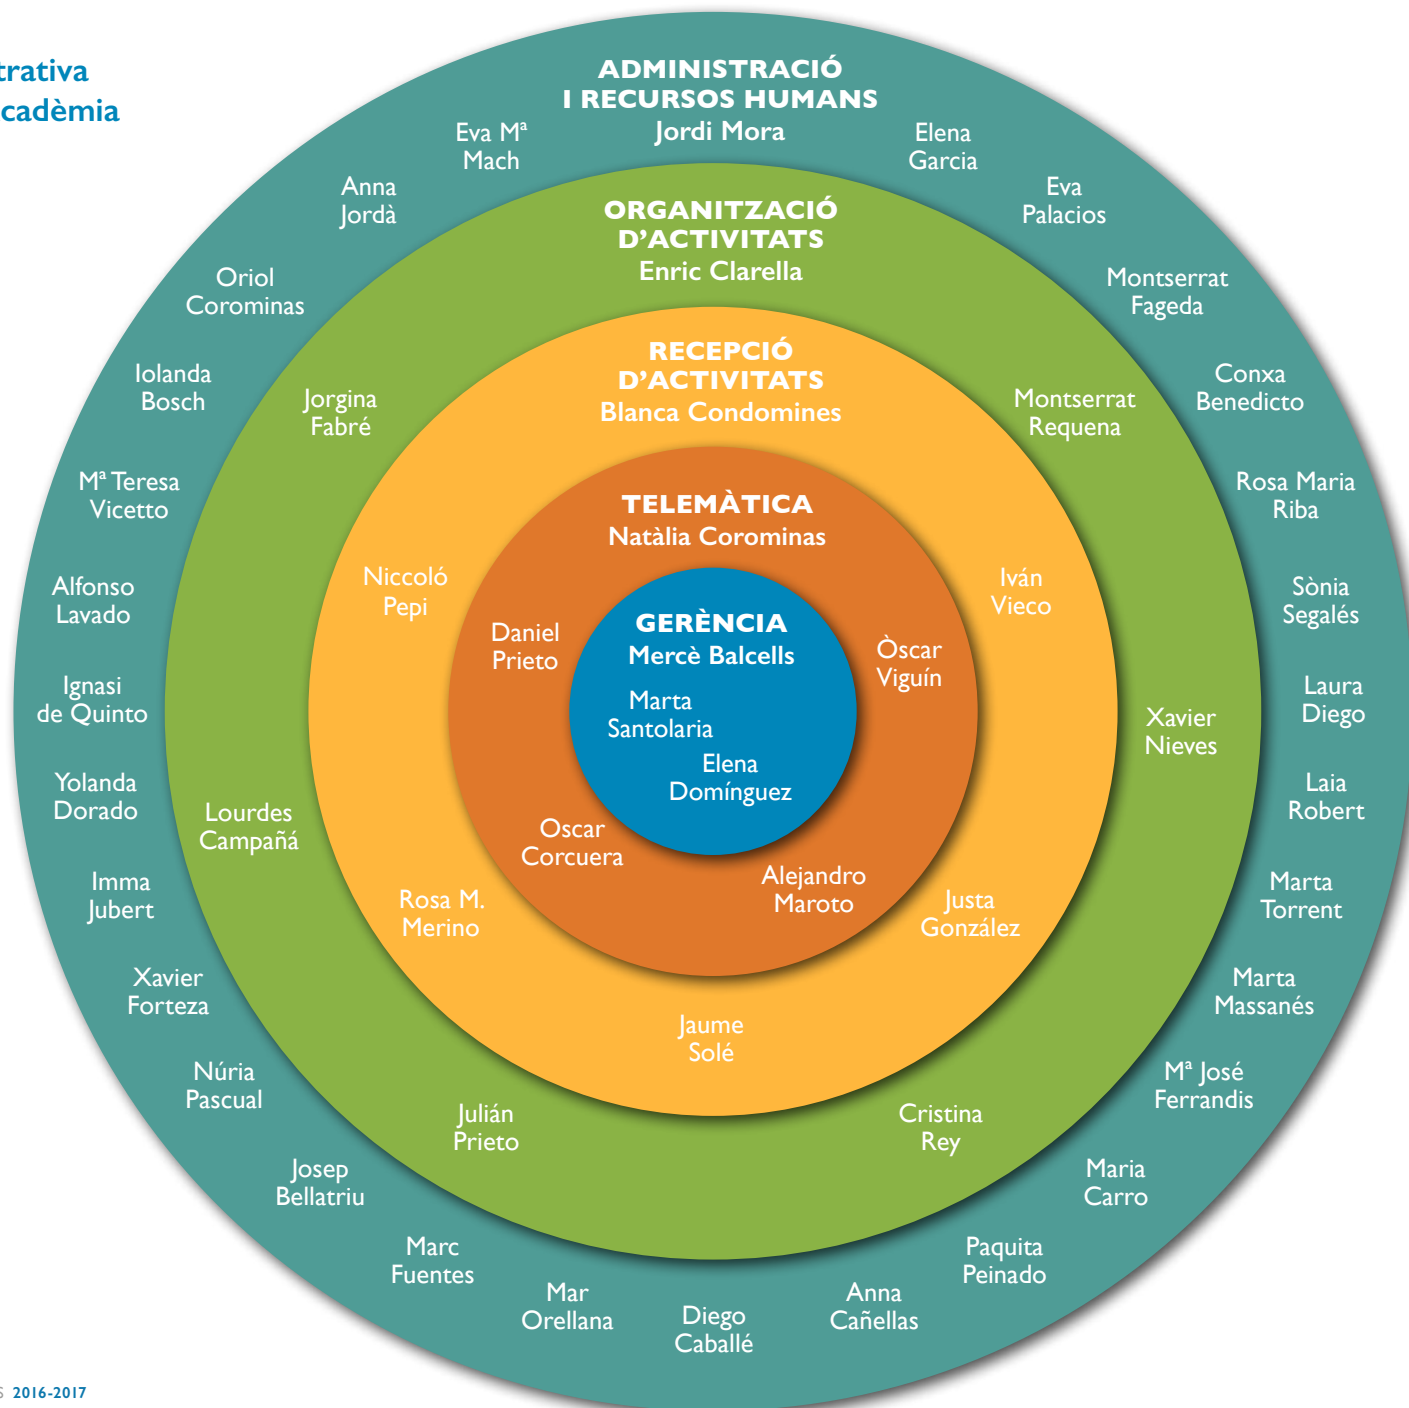 trativa
cadèmia
ADMINISTRACIÓ
I RECURSOS HUMANS
Jordi Mora
Elena
Garcia
Eva
Palacios
Montserrat
Fageda
Conxa
Benedicto
Rosa Maria
Riba
Sònia
Segalés
Laura
Diego
Laia
Robert
Marta
Torrent
Marta
Massanés
Mª José
Ferrandis
Maria
Carro
Paquita
Peinado
Anna
Cañellas
Diego
Caballé
Mar
Orellana
Marc
Fuentes
Josep
Bellatriu
Núria
Pascual
Xavier
Forteza
Imma
Jubert
Yolanda
Dorado
Ignasi
de Quinto
Alfonso
Lavado
Mª Teresa
Vicetto
Iolanda
Bosch
Oriol
Corominas
Anna
Jordà
Eva Mª
Mach
ORGANITZACIÓ
D’ACTIVITATS
Enric Clarella
Montserrat
Requena
Xavier
Nieves
Cristina
Rey
Julián
Prieto
Lourdes
Campañá
Jorgina
Fabré
RECEPCIÓ
D’ACTIVITATS
Blanca Condomines
Iván
Vieco
Justa
González
Jaume
Solé
Rosa M.
Merino
Niccoló
Pepi
TELEMÀTICA
Natàlia Corominas
Òscar
Viguín
Alejandro
Maroto
Oscar
Corcuera
Daniel
Prieto
GERÈNCIA
Mercè Balcells
Marta
Santolaria
Elena
Domínguez
S 2016-2017